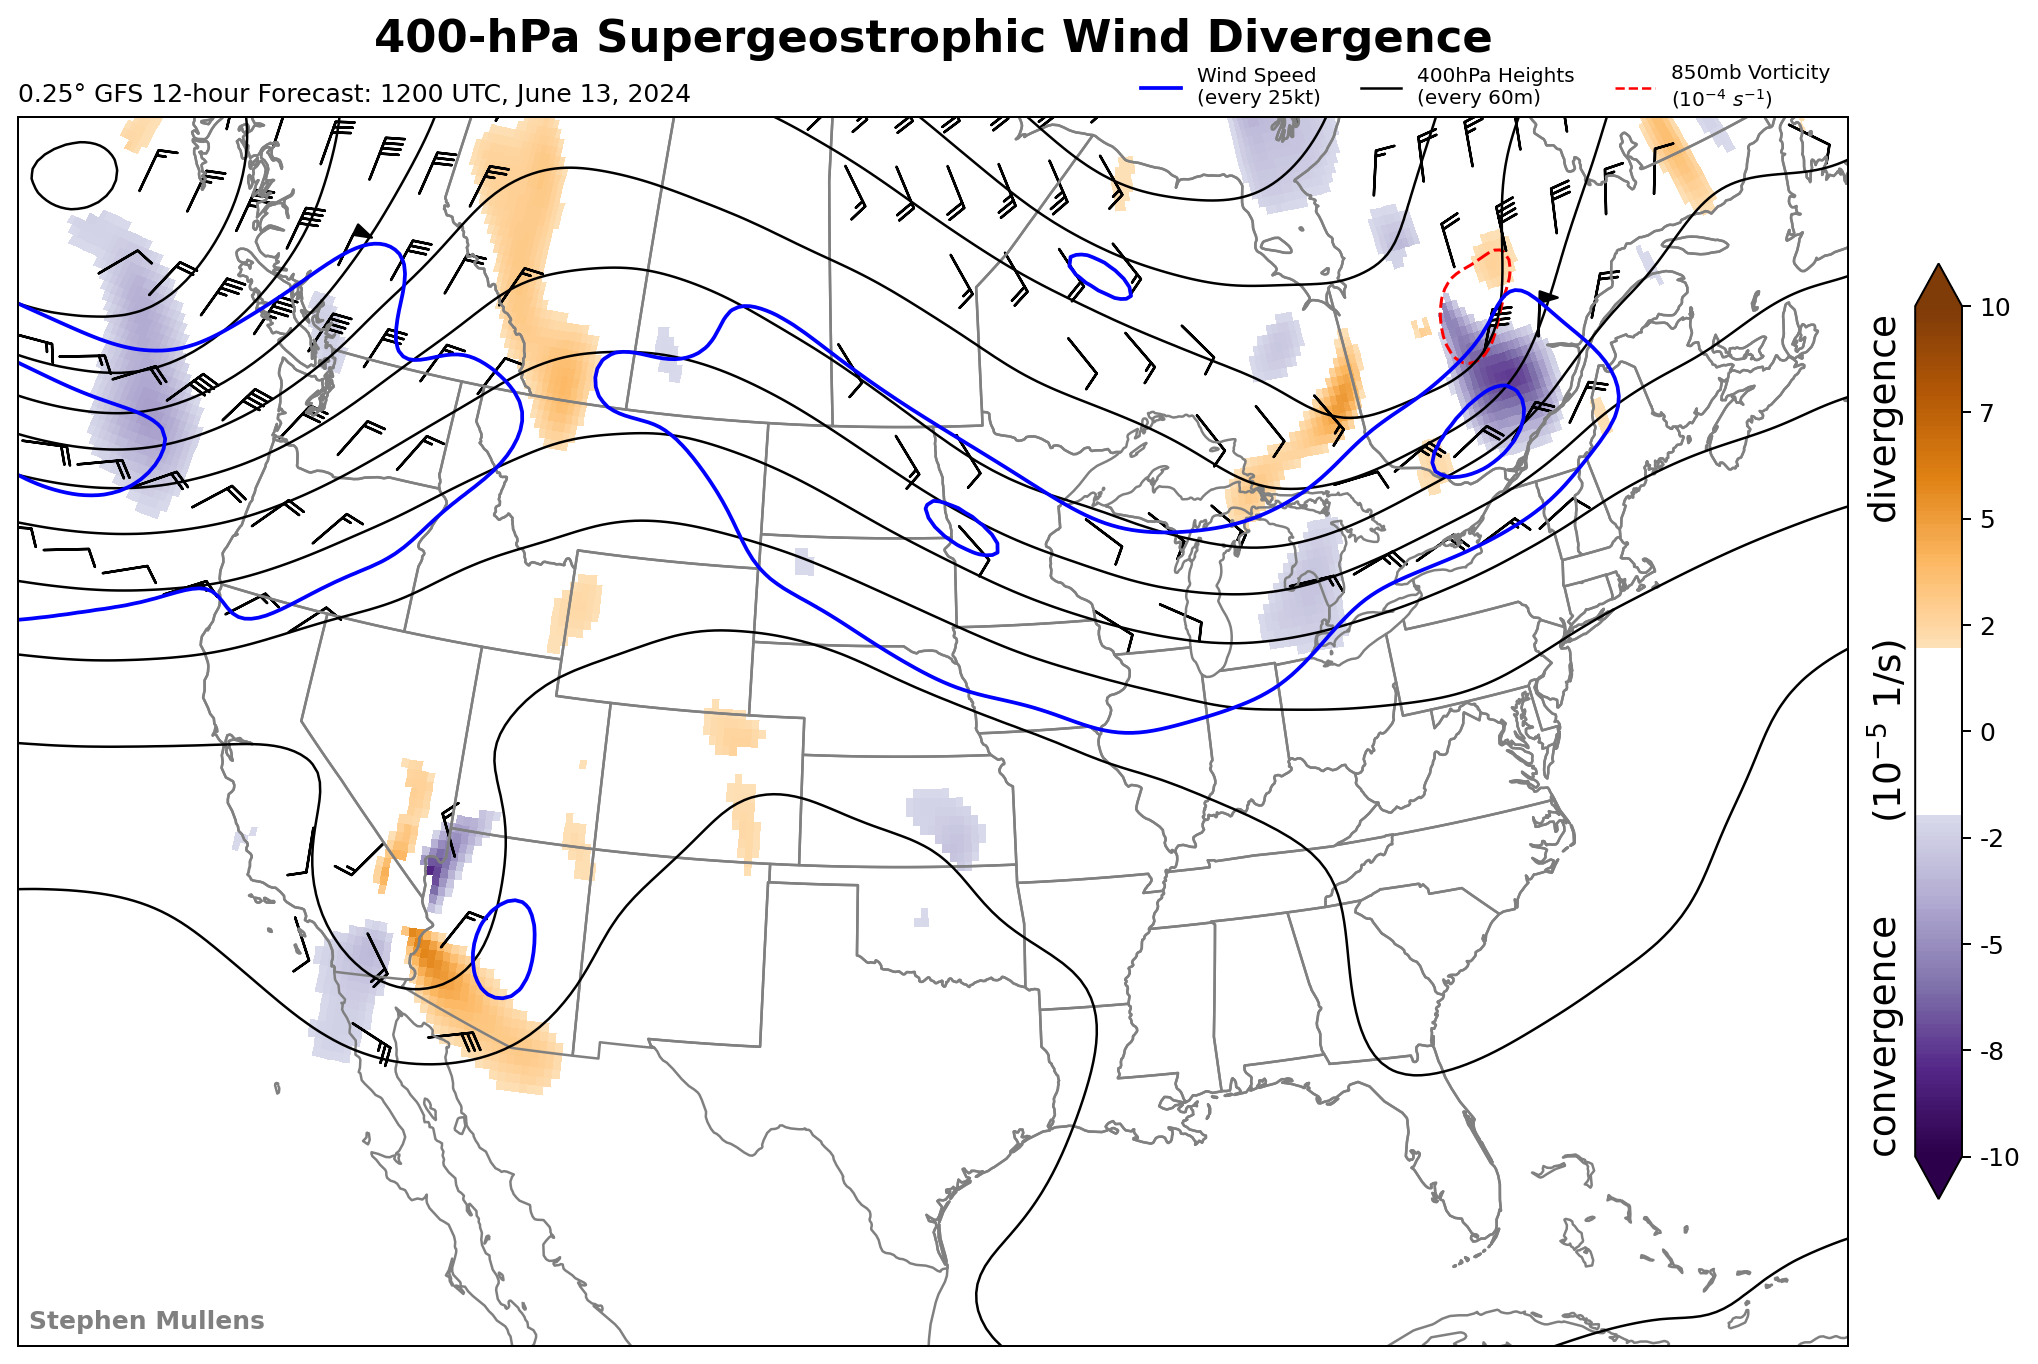 400-hPa Supergeostrophic Wind Divergence
0.25° GFS 12-hour Forecast: 1200 UTC, June 13, 2024
Wind Speed
(every 25kt)
400hPa Heights
(every 60m)
850mb Vorticity
(10⁻⁴ s⁻¹)
10
7
5
2
0
-2
-5
-8
-10
convergence (10⁻⁵ 1/s) divergence
Stephen Mullens